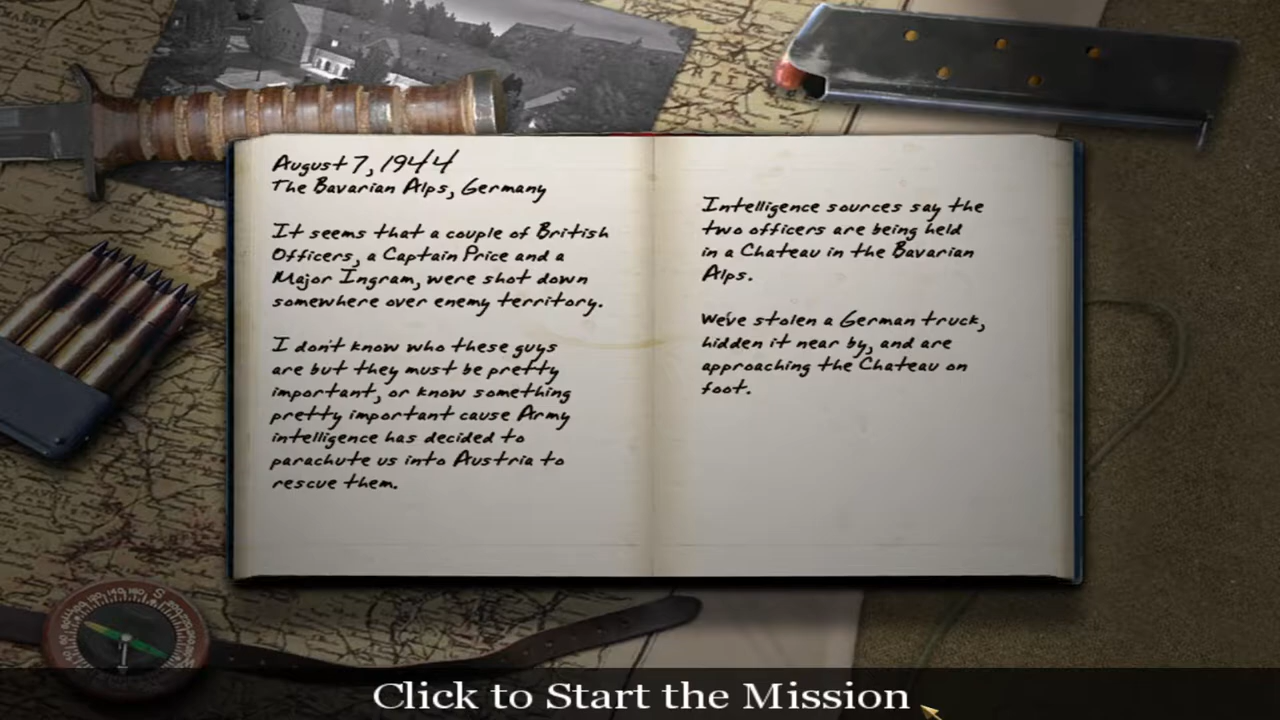 August 7, 1944
The Bavarian Alps, Germany
It seems that a couple of British
Officers, a Captain Price and a
Major Ingram, were shot down
somewhere over enemy territory.
I don't know who these guys
are but they must be pretty
important, or know something
pretty important cause Army
intelligence has decided to
parachute us into Austria to
rescue them.
Intelligence sources say the
two officers are being held
in a Chateau in the Bavarian
Alps.
We've stolen a German truck,
hidden it near by, and are
approaching the Chateau on
foot.
Click to Start the Mission